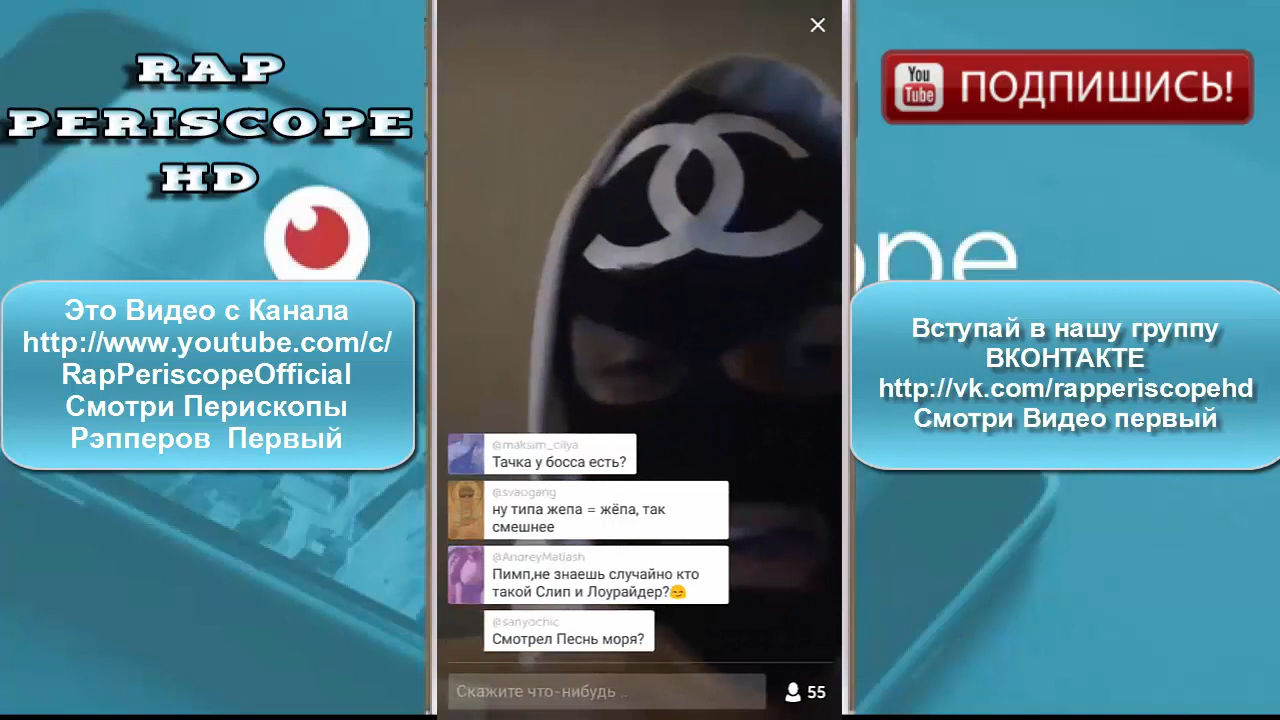 RAP
PERISCOPE
HD
Это Видео с Канала
http://www.youtube.com/c/
RapPeriscopeOfficial
Смотри Перископы
Рэпперов Первый
@maksim_cilya
Тачка у босса есть?
@svaogang
ну типа жепа = жёпа, так
смешнее
@AndreyMatiash
Пимп,не знаешь случайно кто
такой Слип и Лоурайдер?😊
@sanyochic
Смотрел Песнь моря?
Скажите что-нибудь ..
55
You
Tube
ПОДПИШИСЬ!
ope
Вступай в нашу группу
ВКОНТАКТЕ
http://vk.com/rapperiscopehd
Смотри Видео первый